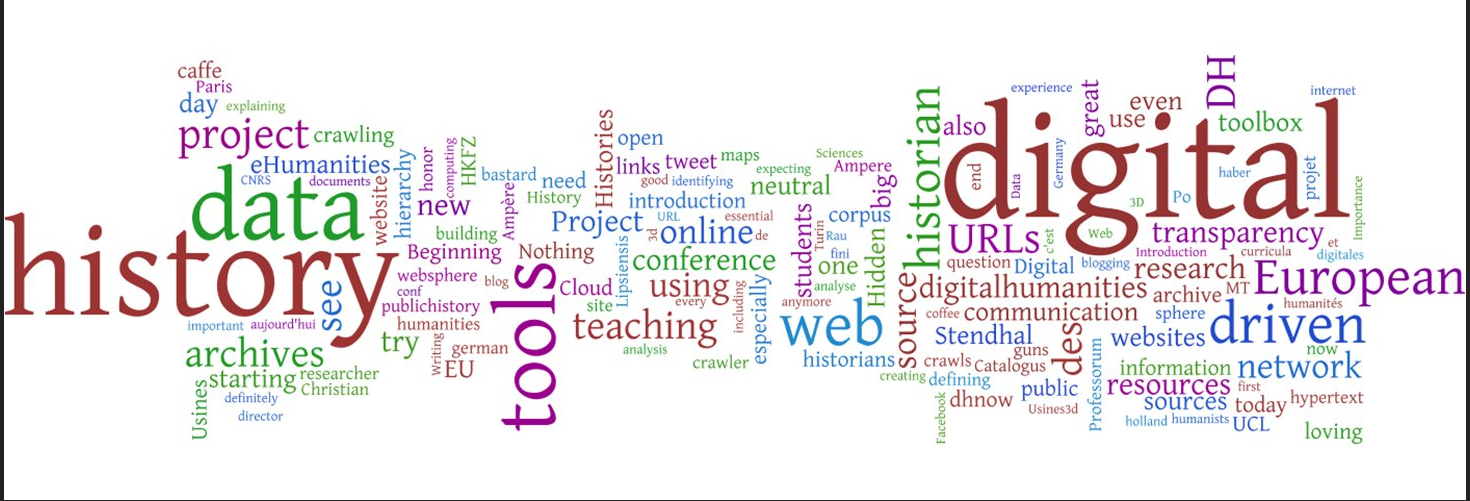 caffe
Paris
day
explaining
project
crawling
eHumanities
CNRS
documents
data
website
hierarchy
history
see
important
aujourd'hui
archives
starting
researcher
Christian
Usines
definitely
director
honor
computing
HKFZ
new
building
Beginning
websphere
blog
conf
publichistory
humanities
try
Writing
german
EU
bastard
need
History
Ampère
Nothing
tools
Histories
open
links
tweet
maps
good
identifying
expecting
neutral
introduction
Project
URL
essential
3d
online
de
Lipsiensis
conference
Cloud
using
site
every
including
teaching
analysis
crawler
especially
Sciences
Ampere
big
students
Turin
corpus
Rau
fini
one
analyse
Hidden
anymore
web
historians
historian
source
creating
also
experience
great
even
use
DH
internet
toolbox
digital
end
Data
Germany
3D
Po
haber
projet
Importance
URLs
c'est
Web
transparency
et
digitales
question
Digital
blogging
Introduction
curricula
research
European
digitalhumanities
archive
MT
humanités
coffee
communication
sphere
Stendhal
des
websites
driven
guns
now
crawls
Catalogus
information
network
defining
public
Professorum
resources
first
hypertext
dhnow
Usines3d
sources
today
Facebook
holland
humanists
UCL
loving